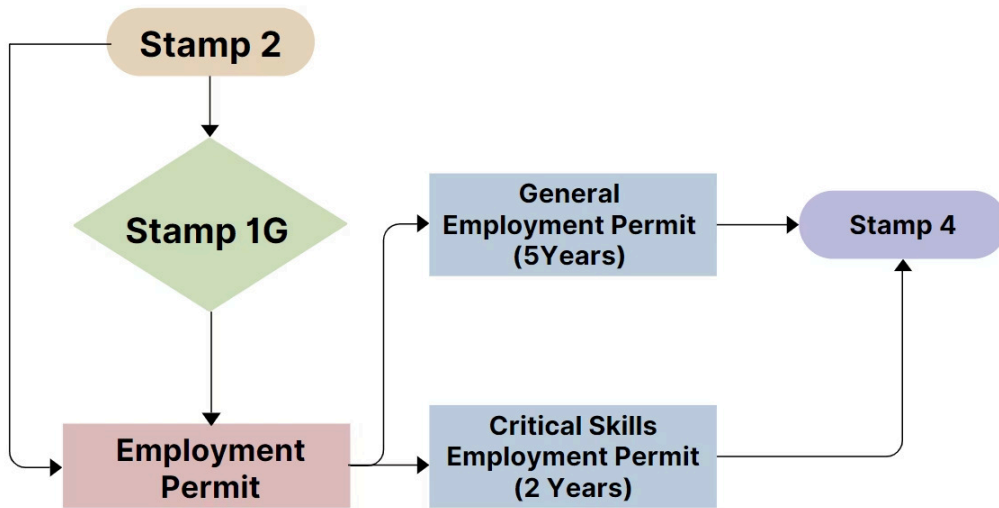 Stamp 2
Stamp 1G
Employment
Permit
General
Employment Permit
(5Years)
Critical Skills
Employment Permit
(2 Years)
Stamp 4